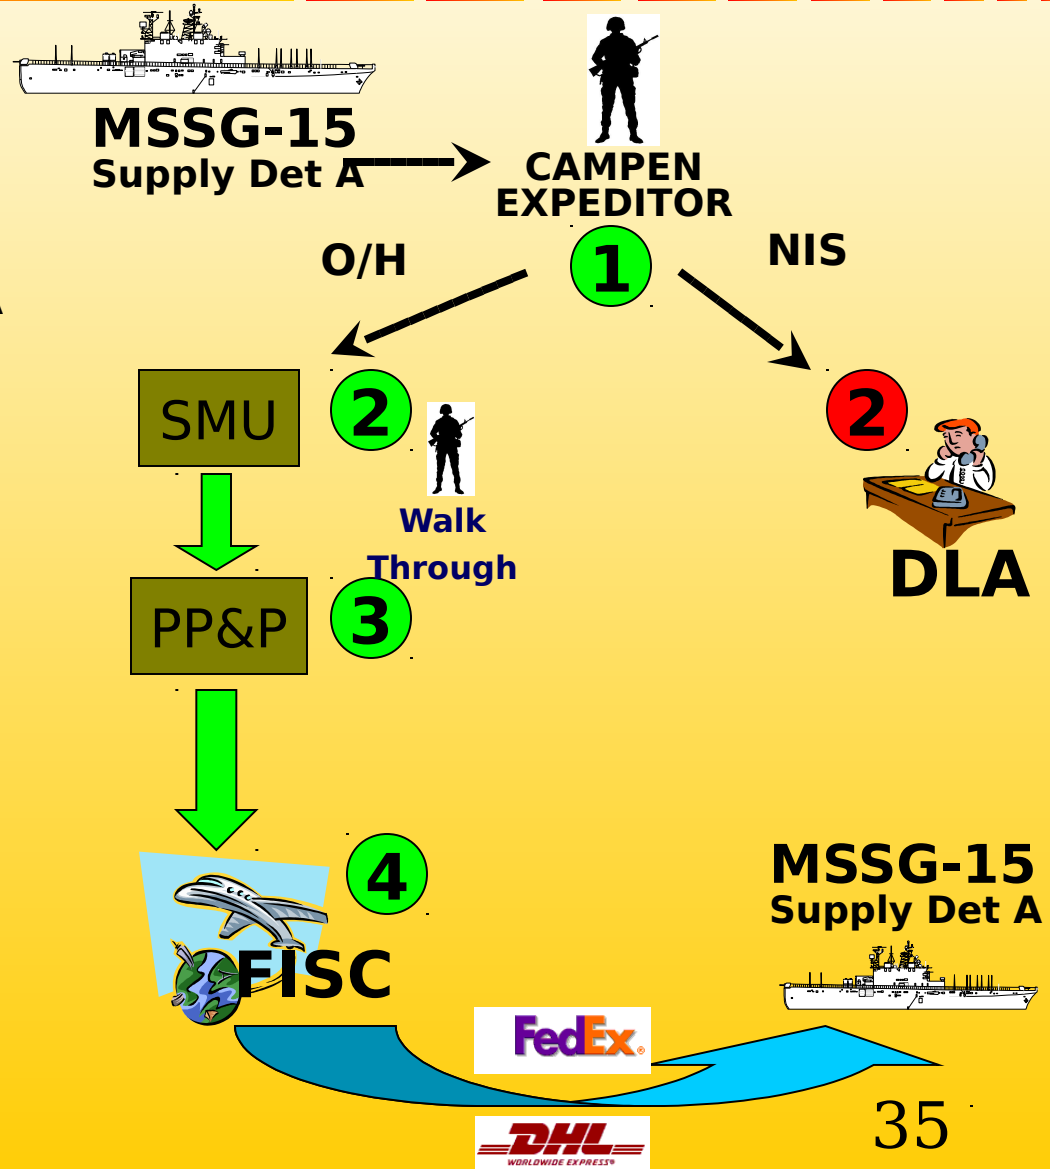 MSSG-15
Supply Det A
CAMPEN
EXPEDITOR
1
O/H
NIS
SMU
2
2
Walk
Through
DLA
PP&P
3
4
FISC
MSSG-15
Supply Det A
FedEx®
DHL
WORLDWIDE EXPRESS®
35